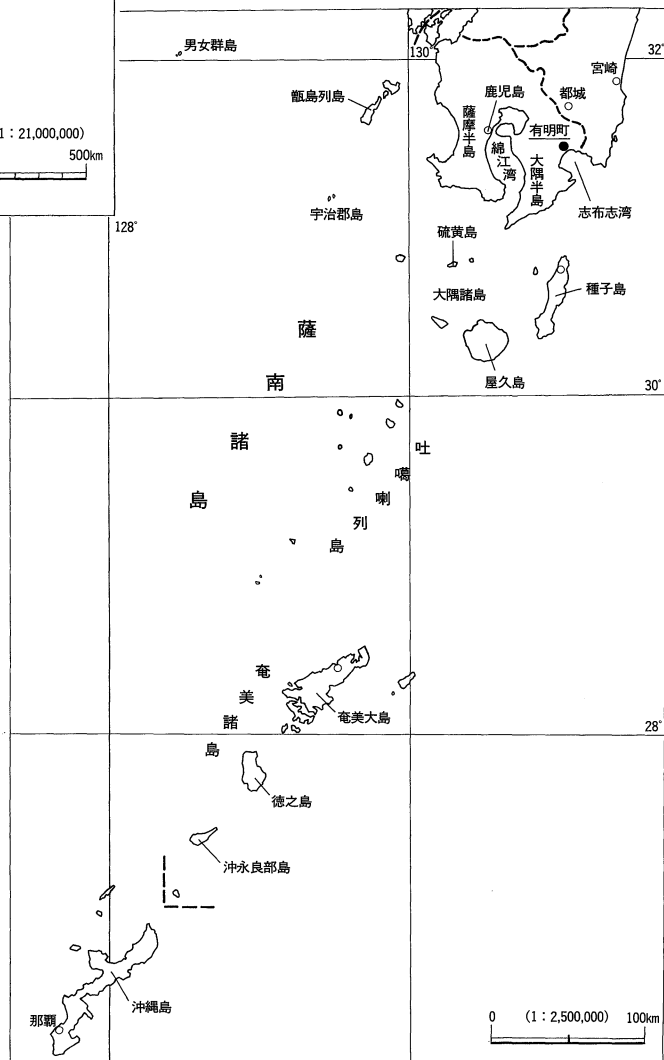 男女群島
130°
32°
宮崎
甑島列島
鹿児島
都城
1：21,000,000)
500km
薩摩半島
有明町
綿江湾
大隅半島
宇治郡島
志布志湾
128°
硫黄島
大隅諸島
種子島
薩南諸島
屋久島
30°
吐噶喇列島
奄美諸島
奄美大島
28°
徳之島
沖永良部島
沖縄島
那覇
0 (1：2,500,000) 100km